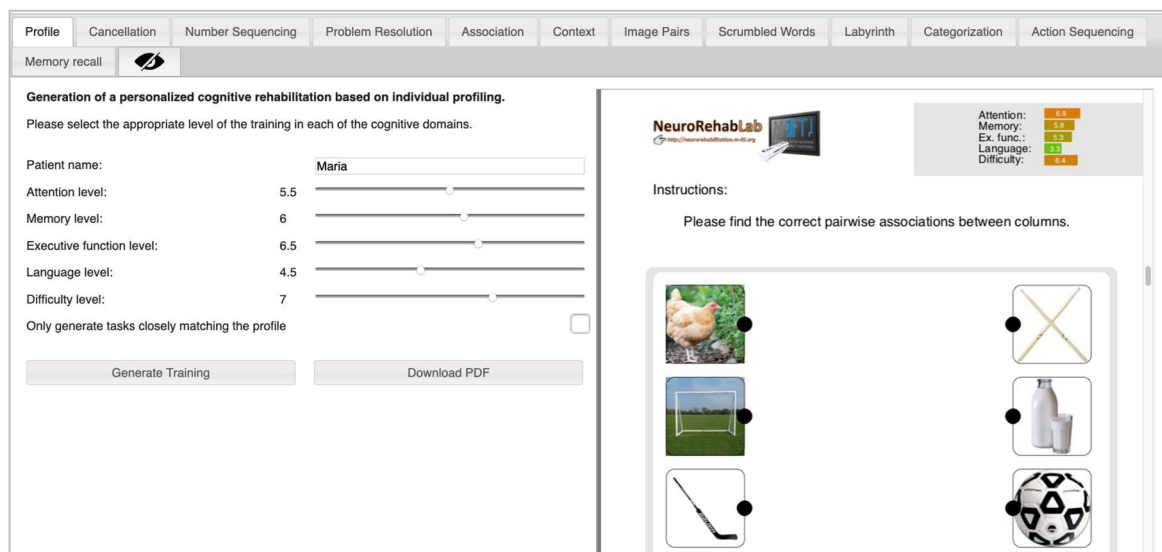 Profile Cancellation Number Sequencing Problem Resolution Association Context Image Pairs Scrumbled Words Labyrinth Categorization Action Sequencing
Memory recall
Generation of a personalized cognitive rehabilitation based on individual profiling.
Please select the appropriate level of the training in each of the cognitive domains.
Patient name: Maria
Attention level: 5.5
Memory level: 6
Executive function level: 6.5
Language level: 4.5
Difficulty level: 7
Only generate tasks closely matching the profile
Generate Training Download PDF
NeuroRehabLab
http://neurorehabilitation.m-iti.org
Attention: 6.9
Memory: 5.8
Ex. func.: 5.3
Language: 3.3
Difficulty: 6.4
Instructions:
Please find the correct pairwise associations between columns.